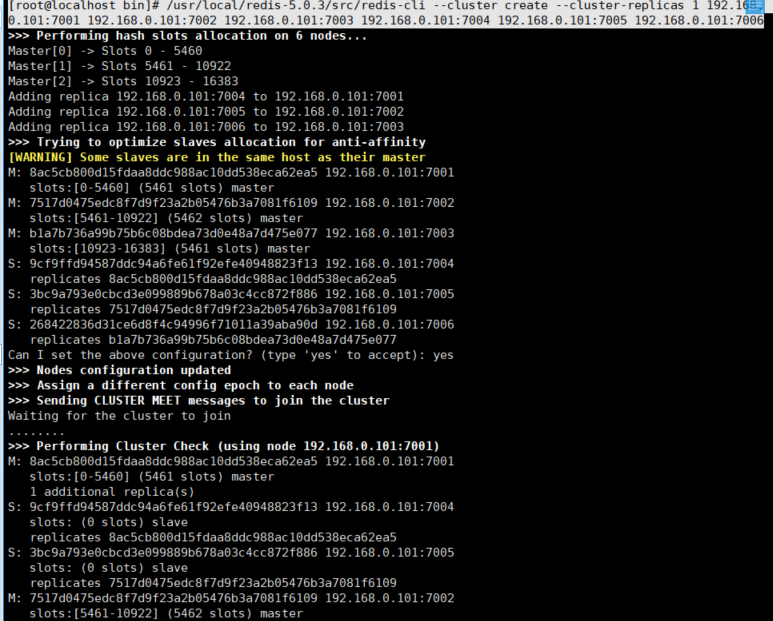 [root@localhost bin]# /usr/local/redis-5.0.3/src/redis-cli --cluster create --cluster-replicas 1 192.168.
0.101:7001 192.168.0.101:7002 192.168.0.101:7003 192.168.0.101:7004 192.168.0.101:7005 192.168.0.101:7006
>>> Performing hash slots allocation on 6 nodes...
Master[0] -> Slots 0 - 5460
Master[1] -> Slots 5461 - 10922
Master[2] -> Slots 10923 - 16383
Adding replica 192.168.0.101:7004 to 192.168.0.101:7001
Adding replica 192.168.0.101:7005 to 192.168.0.101:7002
Adding replica 192.168.0.101:7006 to 192.168.0.101:7003
>>> Trying to optimize slaves allocation for anti-affinity
[WARNING] Some slaves are in the same host as their master
M: 8ac5cb800d15fdaa8ddc988ac10dd538eca62ea5 192.168.0.101:7001
   slots:[0-5460] (5461 slots) master
M: 7517d0475edc8f7d9f23a2b05476b3a7081f6109 192.168.0.101:7002
   slots:[5461-10922] (5462 slots) master
M: b1a7b736a99b75b6c08bdea73d0e48a7d475e077 192.168.0.101:7003
   slots:[10923-16383] (5461 slots) master
S: 9cf9ffd94587ddc94a6fe61f92efe40948823f13 192.168.0.101:7004
   replicates 8ac5cb800d15fdaa8ddc988ac10dd538eca62ea5
S: 3bc9a793e0cbcd3e099889b678a03c4cc872f886 192.168.0.101:7005
   replicates 7517d0475edc8f7d9f23a2b05476b3a7081f6109
S: 268422836d31ce6d8f4c94996f71011a39aba90d 192.168.0.101:7006
   replicates b1a7b736a99b75b6c08bdea73d0e48a7d475e077
Can I set the above configuration? (type 'yes' to accept): yes
>>> Nodes configuration updated
>>> Assign a different config epoch to each node
>>> Sending CLUSTER MEET messages to join the cluster
Waiting for the cluster to join
........
>>> Performing Cluster Check (using node 192.168.0.101:7001)
M: 8ac5cb800d15fdaa8ddc988ac10dd538eca62ea5 192.168.0.101:7001
   slots:[0-5460] (5461 slots) master
   1 additional replica(s)
S: 9cf9ffd94587ddc94a6fe61f92efe40948823f13 192.168.0.101:7004
   slots: (0 slots) slave
   replicates 8ac5cb800d15fdaa8ddc988ac10dd538eca62ea5
S: 3bc9a793e0cbcd3e099889b678a03c4cc872f886 192.168.0.101:7005
   slots: (0 slots) slave
   replicates 7517d0475edc8f7d9f23a2b05476b3a7081f6109
M: 7517d0475edc8f7d9f23a2b05476b3a7081f6109 192.168.0.101:7002
   slots:[5461-10922] (5462 slots) master